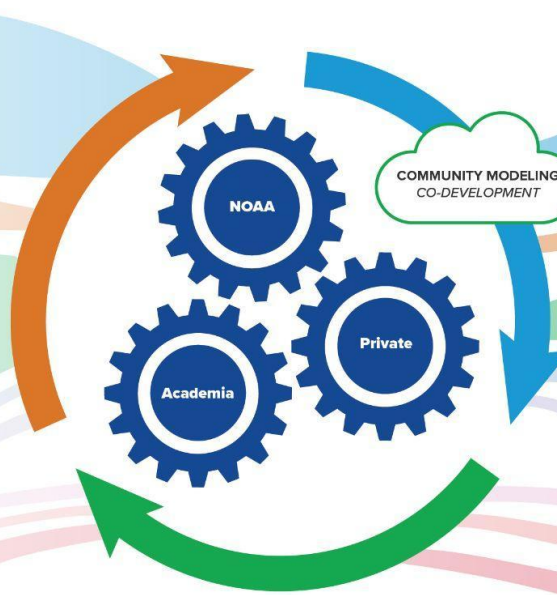 NOAA
COMMUNITY MODELING
CO-DEVELOPMENT
Private
Academia